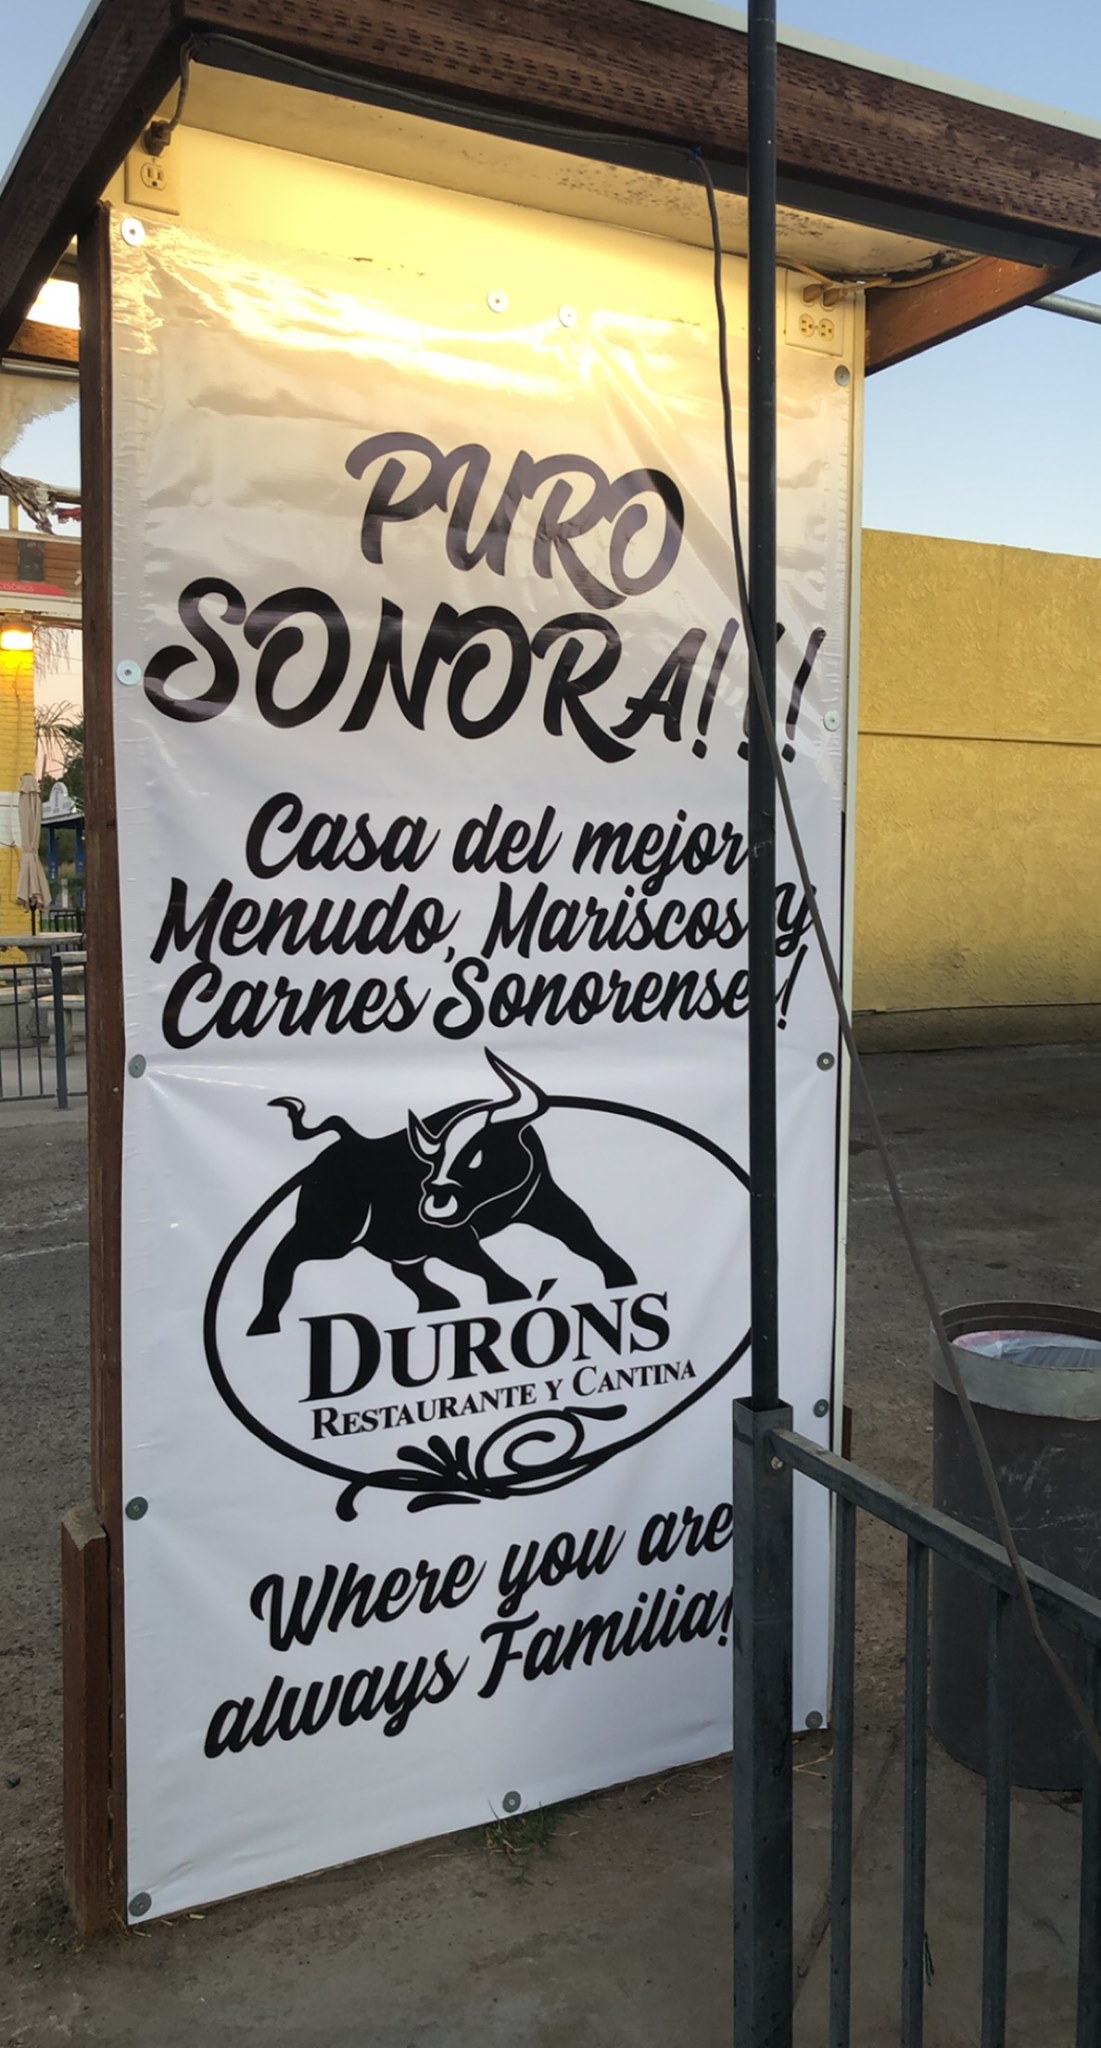 PURO
SONORA!!!
Casa del mejor
Menudo, Mariscos y
Carnes Sonorenses!
DURÓNS
RESTAURANTE Y CANTINA
Where you are
always Familia!